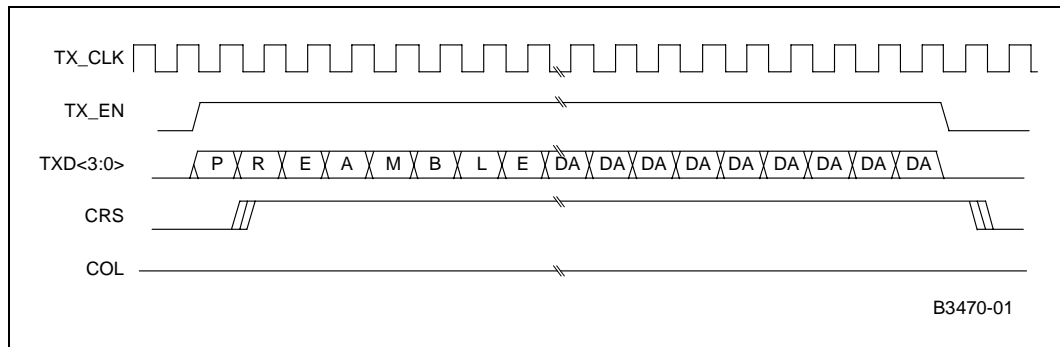 TX_CLK
TX_EN
TXD<3:0> P R E A M B L E DA DA DA DA DA DA DA DA DA
CRS
COL
B3470-01